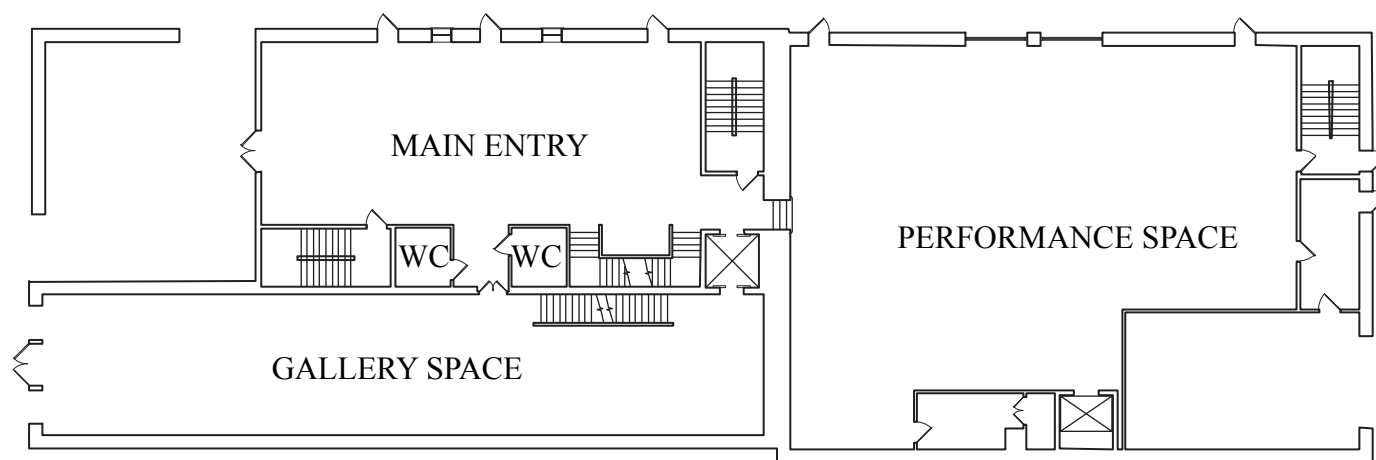 MAIN ENTRY
PERFORMANCE SPACE
WC
WC
GALLERY SPACE